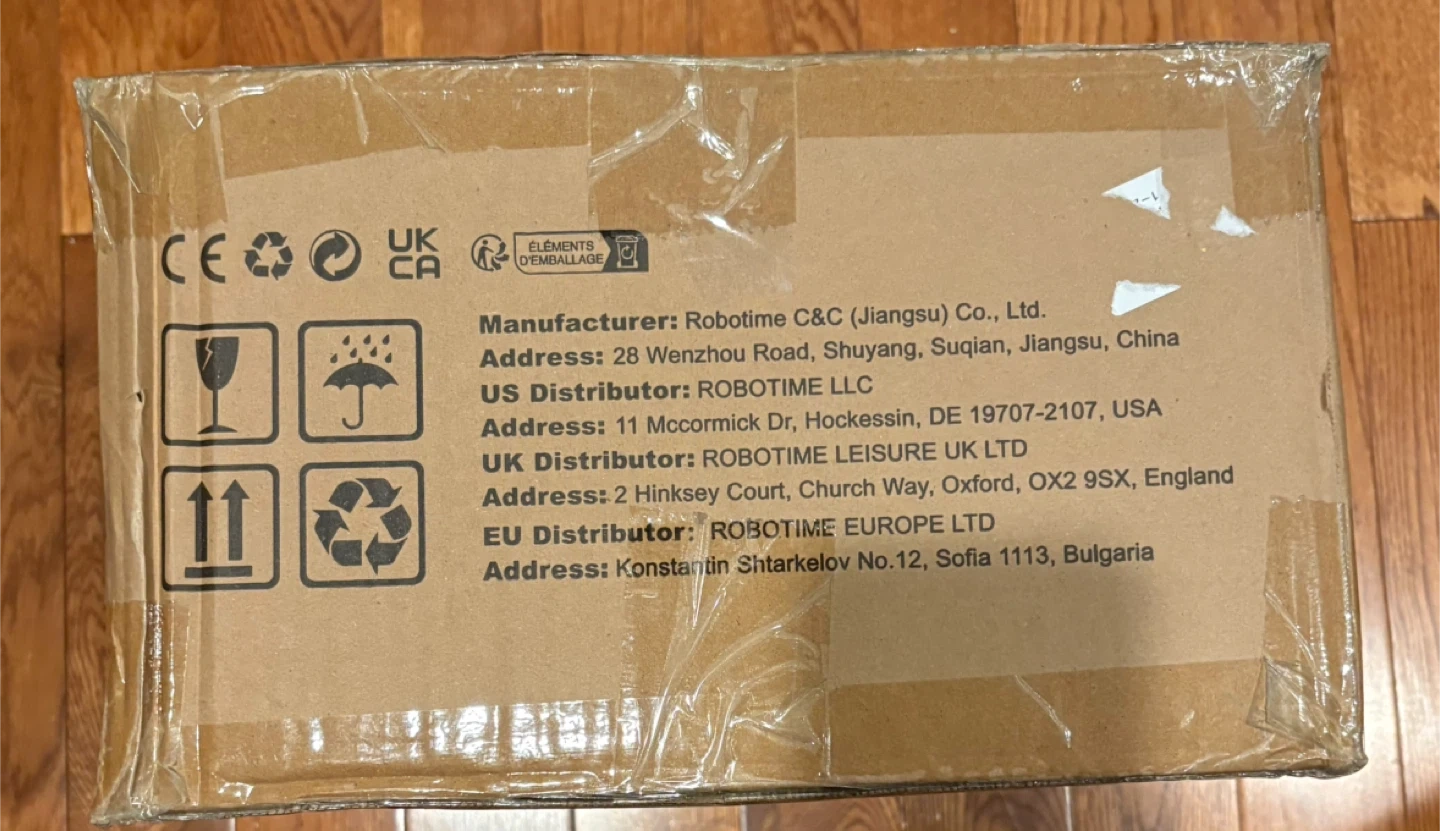 CE
UK
CA
ÉLÉMENTS
D'EMBALLAGE
Manufacturer: Robotime C&C (Jiangsu) Co., Ltd.
Address: 28 Wenzhou Road, Shuyang, Suqian, Jiangsu, China
US Distributor: ROBOTIME LLC
Address: 11 Mccormick Dr, Hockessin, DE 19707-2107, USA
UK Distributor: ROBOTIME LEISURE UK LTD
Address: 2 Hinksey Court, Church Way, Oxford, OX2 9SX, England
EU Distributor: ROBOTIME EUROPE LTD
Address: Konstantin Shtarkelov No.12, Sofia 1113, Bulgaria